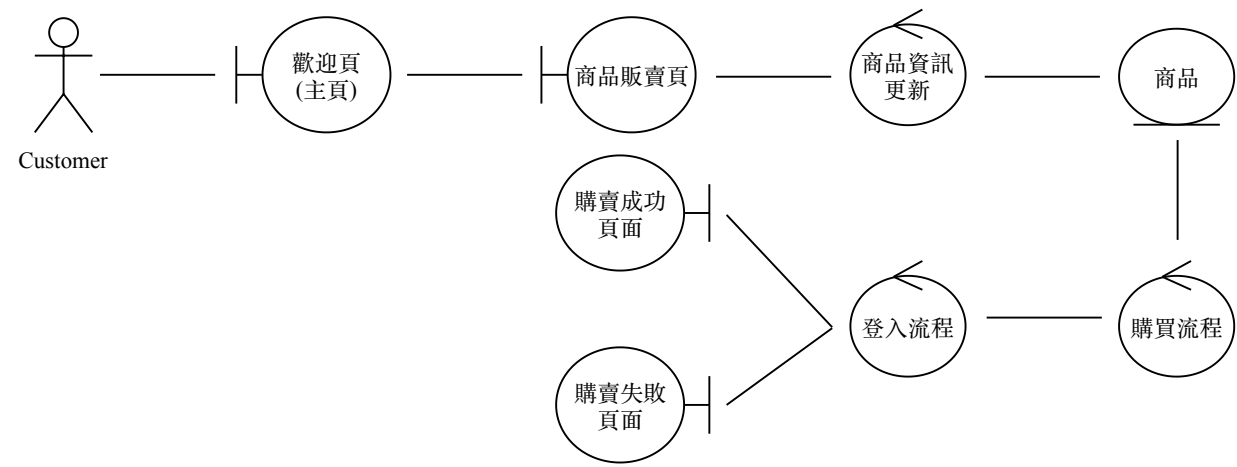 歡迎頁
(主頁)
商品販賣頁
商品資訊
更新
商品
Customer
購賣成功
頁面
登入流程
購買流程
購賣失敗
頁面